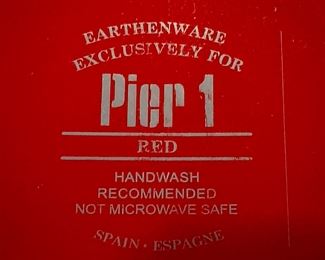 EARTHENWARE
EXCLUSIVELY FOR
Pier 1
RED
HANDWASH
RECOMMENDED
NOT MICROWAVE SAFE
SPAIN · ESPAGNE